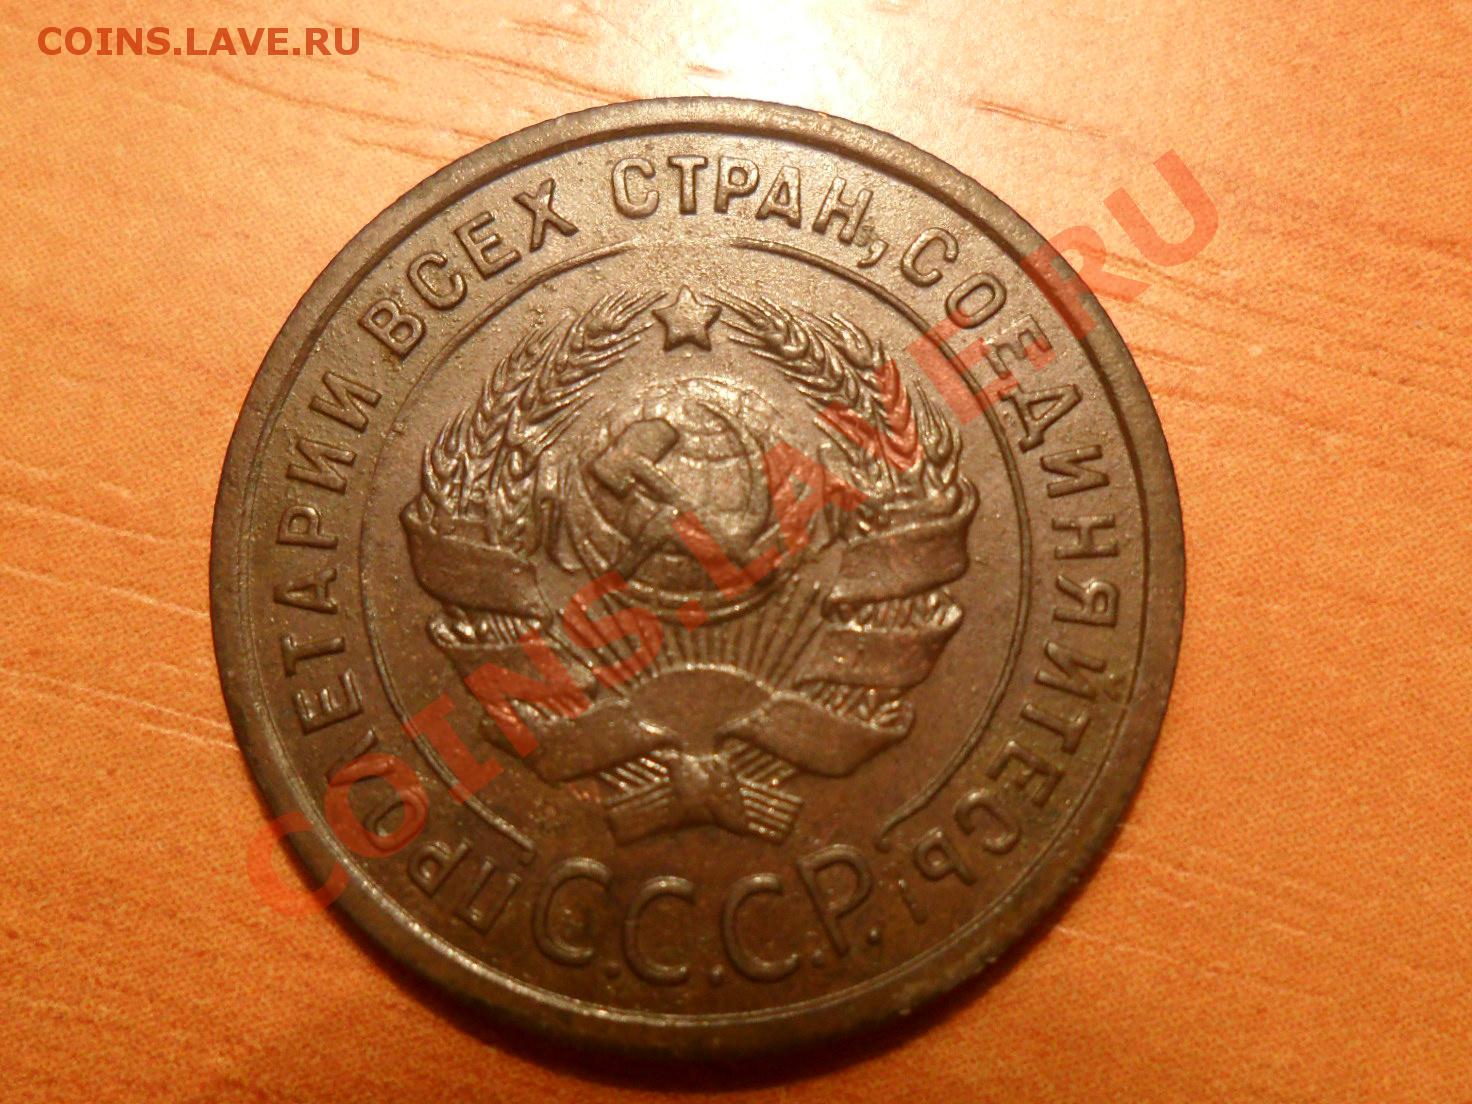 COINS.LAVE.RU
ПРОЛЕТАРИИ ВСЕХ СТРАН, СОЕДИНЯЙТЕСЬ!
С.С.С.Р.
COINS.LAVE.RU